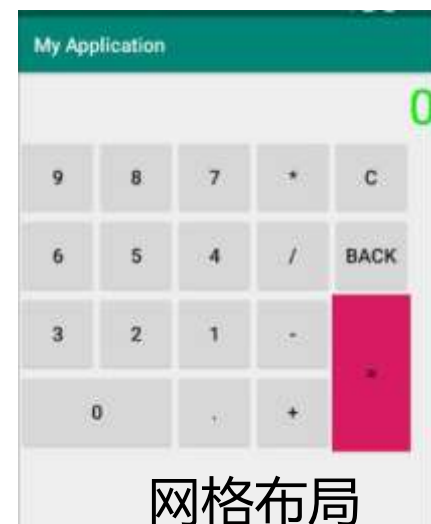 My Application
0
9 8 7 * C
6 5 4 / BACK
3 2 1 -
=
0 . +
网格布局